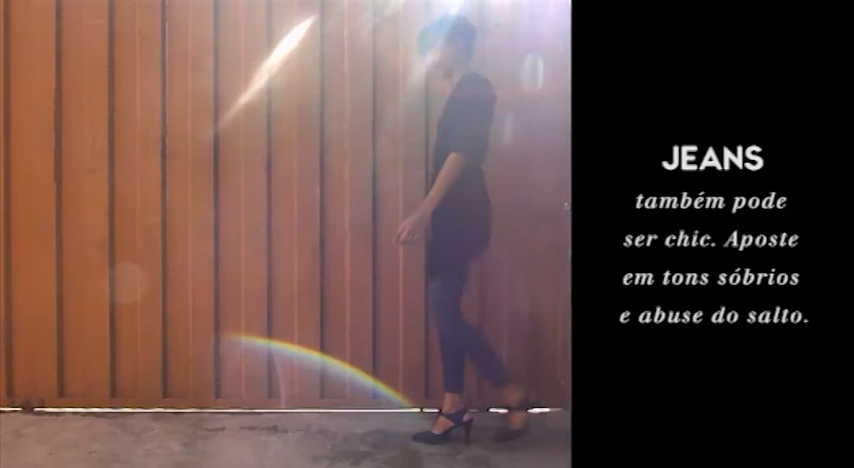 JEANS
também pode
ser chic. Aposte
em tons sóbrios
e abuse do salto.